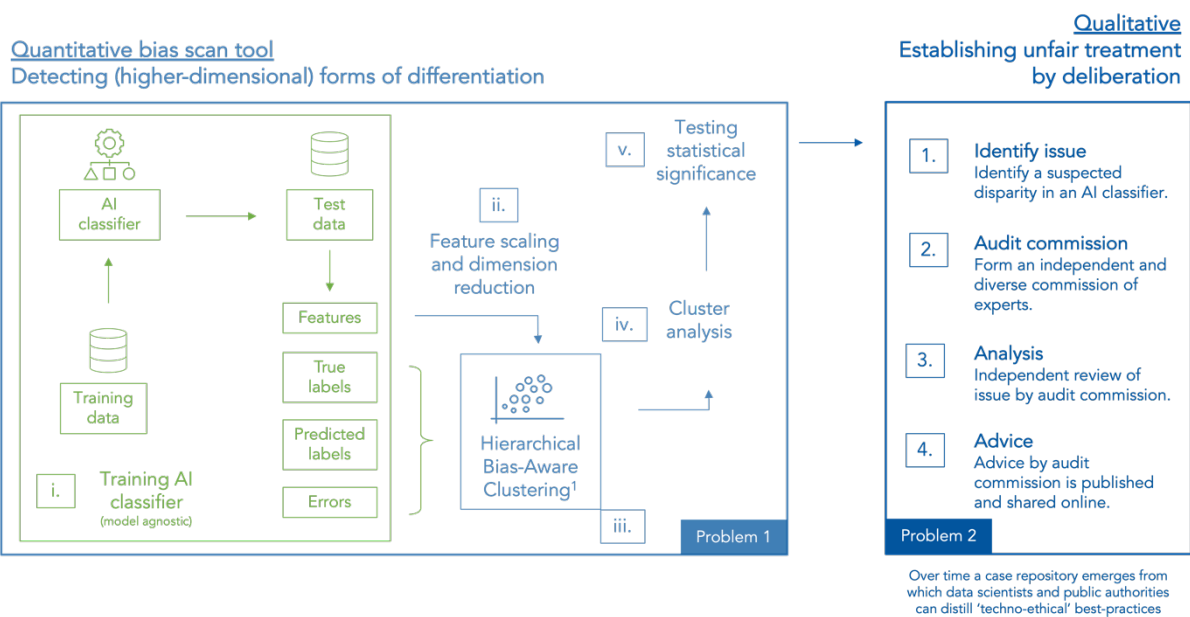 Quantitative bias scan tool
Detecting (higher-dimensional) forms of differentiation
AI
classifier
Test
data
Features
Training
data
True
labels
Predicted
labels
Errors
i.
Training AI
classifier
(model agnostic)
ii.
Feature scaling
and dimension
reduction
Hierarchical
Bias-Aware
Clustering¹
iii.
iv.
Cluster
analysis
v.
Testing
statistical
significance
Problem 1
Qualitative
Establishing unfair treatment
by deliberation
1.
Identify issue
Identify a suspected
disparity in an AI classifier.
2.
Audit commission
Form an independent and
diverse commission of
experts.
3.
Analysis
Independent review of
issue by audit commission.
4.
Advice
Advice by audit
commission is published
and shared online.
Problem 2
Over time a case repository emerges from
which data scientists and public authorities
can distill ‘techno-ethical’ best-practices